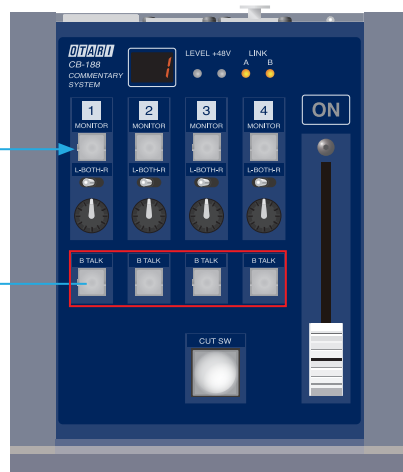 OTARI
CB-188
COMMENTARY
SYSTEM
1
LEVEL +48V LINK
A B
1 2 3 4
MONITOR MONITOR MONITOR MONITOR
L-BOTH-R L-BOTH-R L-BOTH-R L-BOTH-R
B TALK B TALK B TALK B TALK
CUT SW
ON